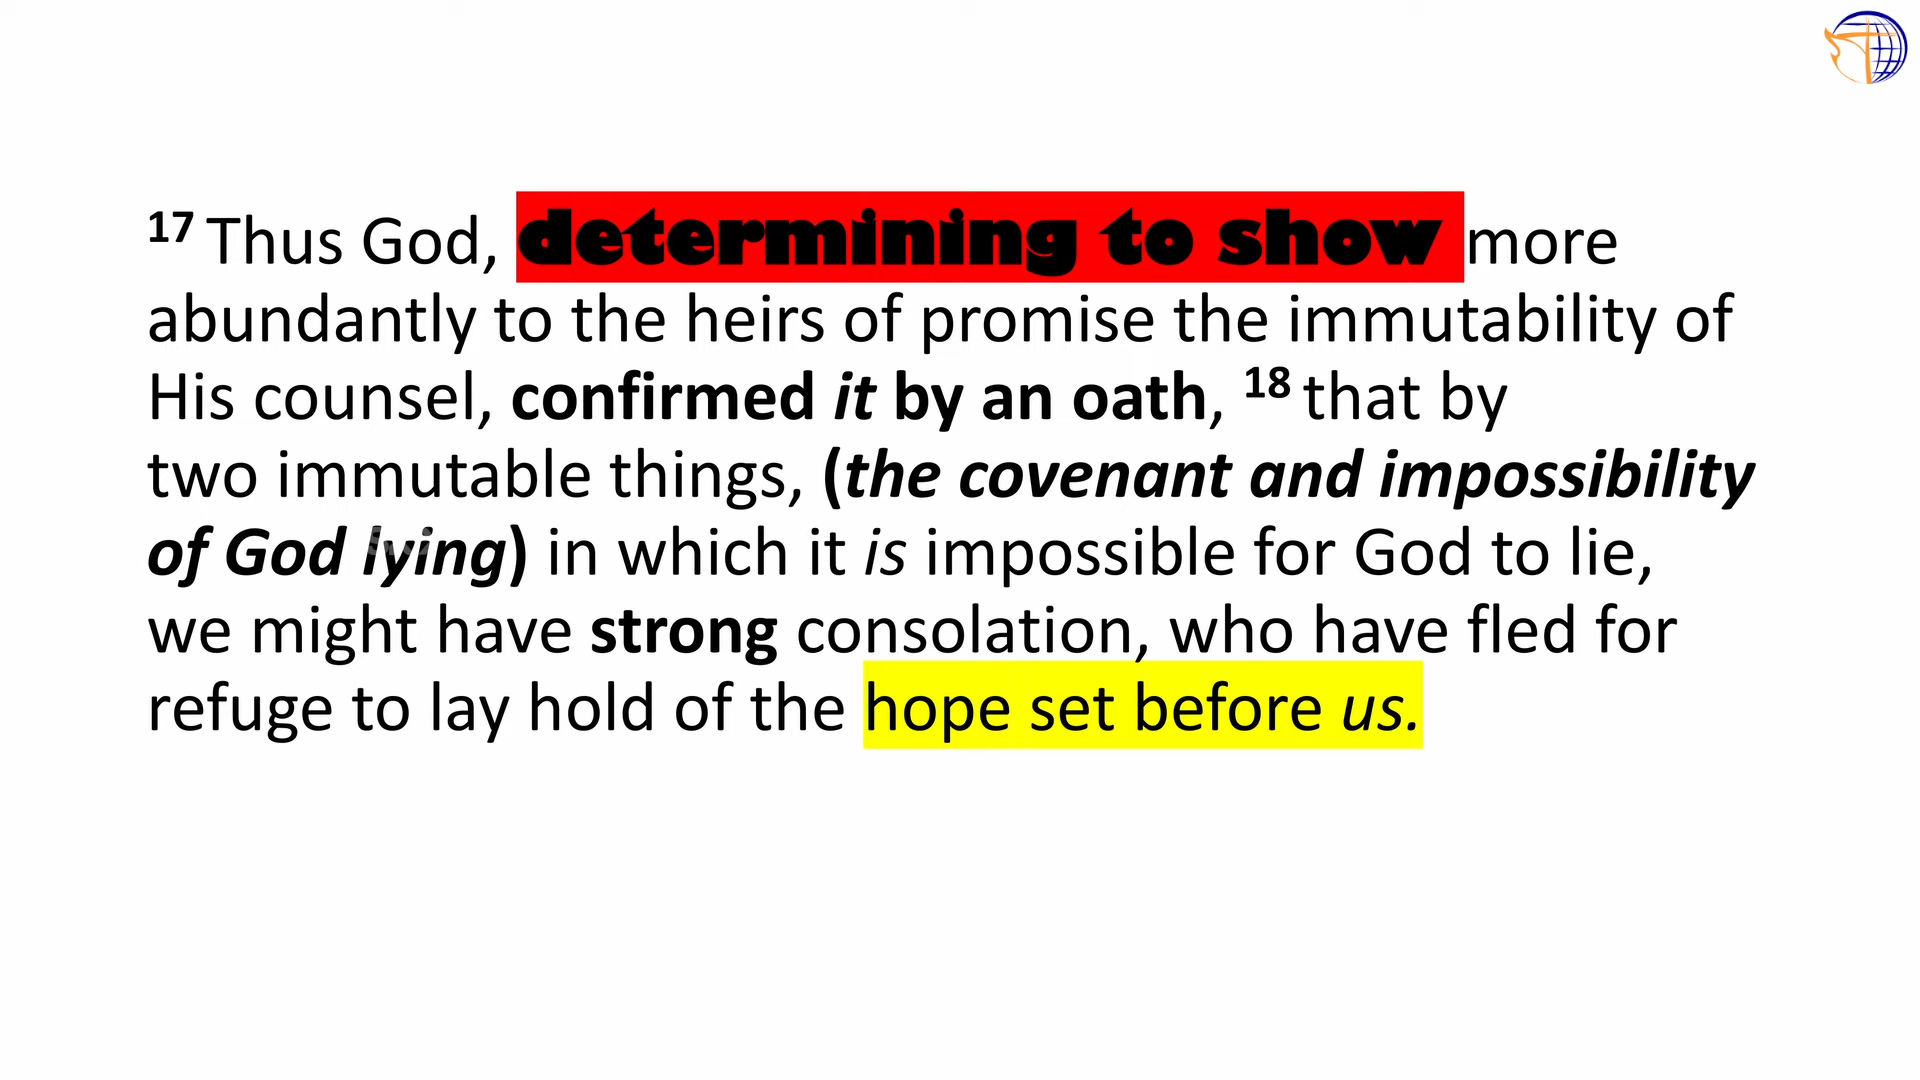 17 Thus God, determining to show more
abundantly to the heirs of promise the immutability of
His counsel, confirmed it by an oath, 18 that by
two immutable things, (the covenant and impossibility
of God lying) in which it is impossible for God to lie,
we might have strong consolation, who have fled for
refuge to lay hold of the hope set before us.